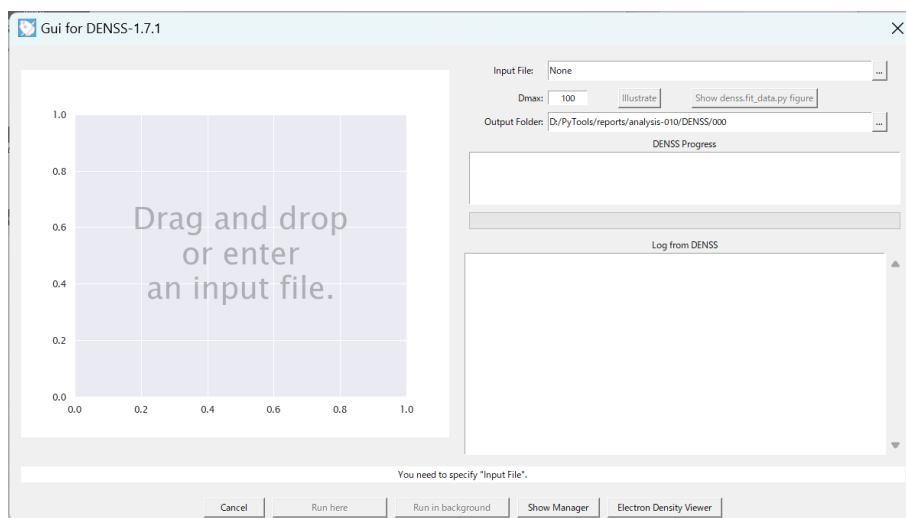 Gui for DENSS-1.7.1
Input File: None ...
Dmax: 100 Illustrate Show denss.fit_data.py figure
Output Folder: D:/PyTools/reports/analysis-010/DENSS/000 ...
DENSS Progress
Log from DENSS
1.0
0.8
0.6
0.4
0.2
0.0
0.0 0.2 0.4 0.6 0.8 1.0
Drag and drop
or enter
an input file.
You need to specify "Input File".
Cancel Run here Run in background Show Manager Electron Density Viewer